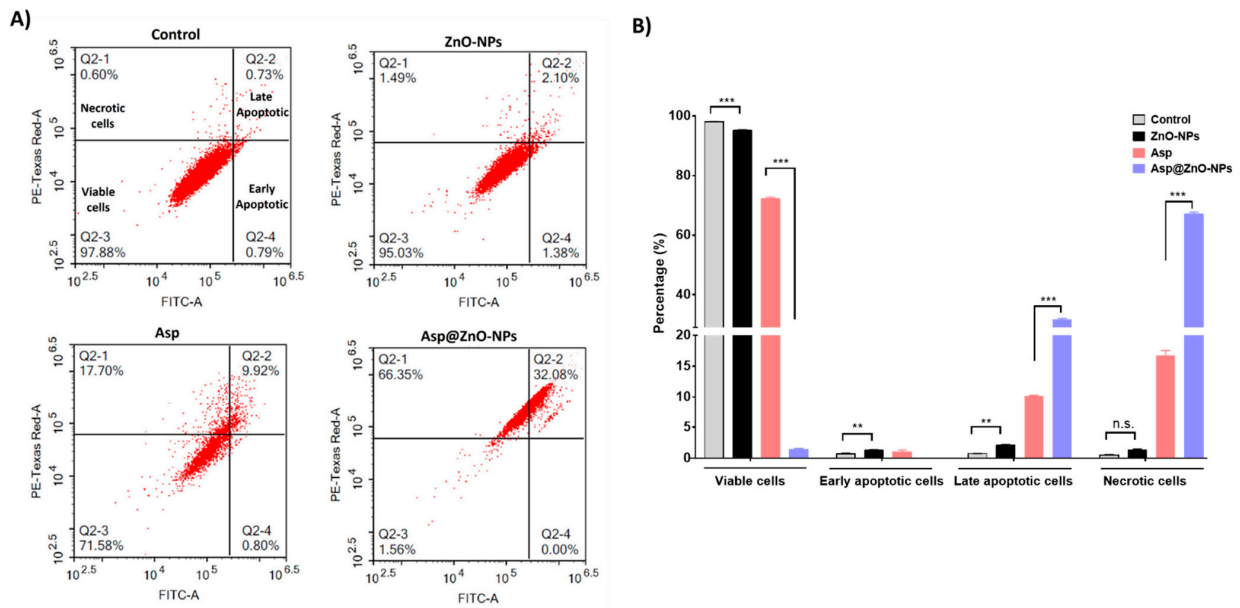 A)
Control
Q2-1
0.60%
Q2-2
0.73%
Necrotic
cells
Late
Apoptotic
Viable
cells
Early
Apoptotic
Q2-3
97.88%
Q2-4
0.79%
PE-Texas Red-A
10^2.5 10^4 10^5 10^6.5
10^2.5 10^4 10^5 10^6.5
FITC-A
ZnO-NPs
Q2-1
1.49%
Q2-2
2.10%
Q2-3
95.03%
Q2-4
1.38%
PE-Texas Red-A
10^2.5 10^4 10^5 10^6.5
10^2.5 10^4 10^5 10^6.5
FITC-A
Asp
Q2-1
17.70%
Q2-2
9.92%
Q2-3
71.58%
Q2-4
0.80%
PE-Texas Red-A
10^2.5 10^4 10^5 10^6.5
10^2.5 10^4 10^5 10^6.5
FITC-A
Asp@ZnO-NPs
Q2-1
66.35%
Q2-2
32.08%
Q2-3
1.56%
Q2-4
0.00%
PE-Texas Red-A
10^2.5 10^4 10^5 10^6.5
10^2.5 10^4 10^5 10^6.5
FITC-A
B)
Control
ZnO-NPs
Asp
Asp@ZnO-NPs
Percentage (%)
100
80
60
40
20
15
10
5
0
***
***
**
**
***
n.s.
***
Viable cells
Early apoptotic cells
Late apoptotic cells
Necrotic cells